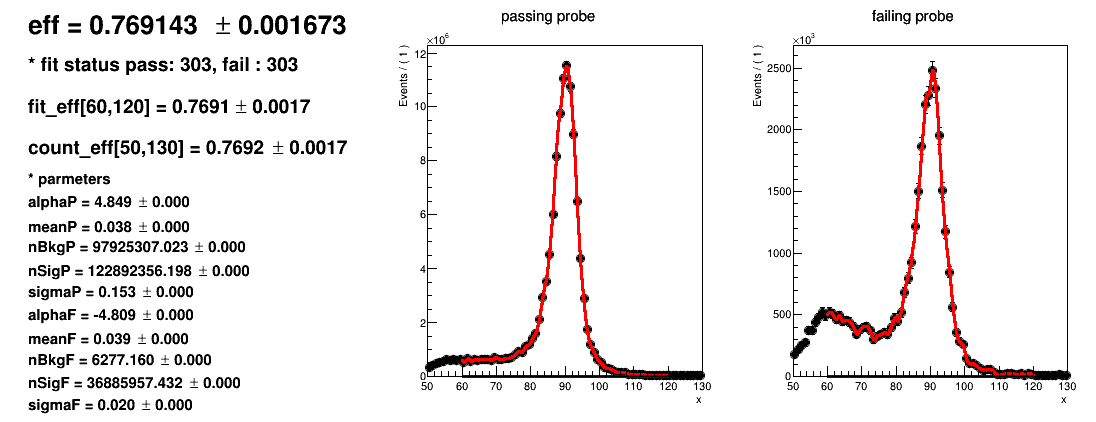 eff = 0.769143 ± 0.001673
* fit status pass: 303, fail : 303
fit_eff[60,120] = 0.7691 ± 0.0017
count_eff[50,130] = 0.7692 ± 0.0017
* parmeters
alphaP = 4.849 ± 0.000
meanP = 0.038 ± 0.000
nBkgP = 97925307.023 ± 0.000
nSigP = 122892356.198 ± 0.000
sigmaP = 0.153 ± 0.000
alphaF = -4.809 ± 0.000
meanF = 0.039 ± 0.000
nBkgF = 6277.160 ± 0.000
nSigF = 36885957.432 ± 0.000
sigmaF = 0.020 ± 0.000
passing probe
×10⁶
Events / ( 1 )
12
10
8
6
4
2
0
50 60 70 80 90 100 110 120 130
x
failing probe
×10³
Events / ( 1 )
2500
2000
1500
1000
500
0
50 60 70 80 90 100 110 120 130
x